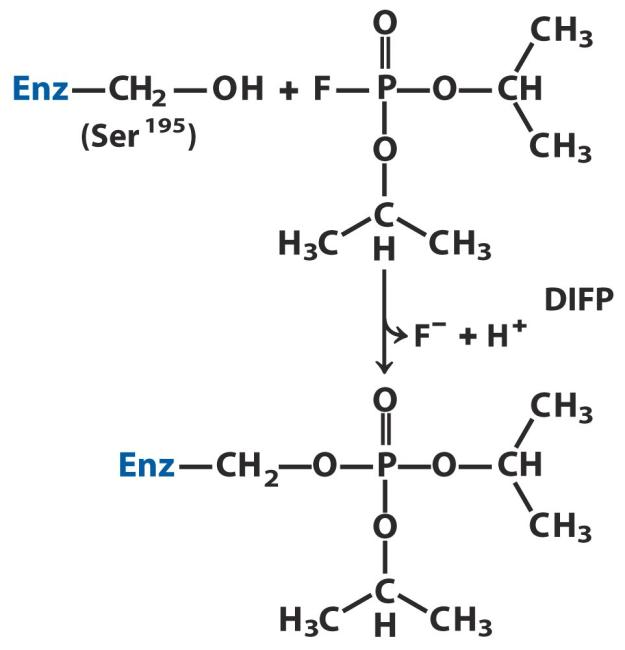 O CH₃
Enz—CH₂—OH + F—P—O—CH
(Ser¹⁹⁵) O CH₃
C
H₃C H CH₃
DIFP
F⁻ + H⁺
O CH₃
Enz—CH₂—O—P—O—CH
O CH₃
C
H₃C H CH₃